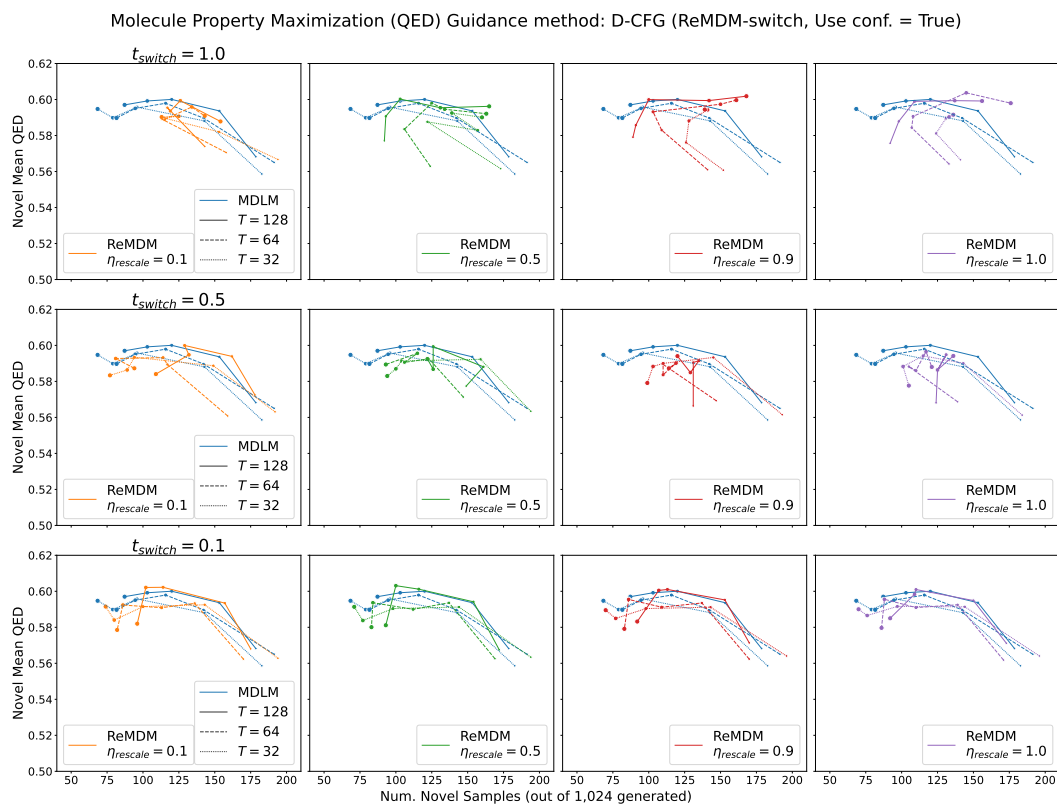 Molecule Property Maximization (QED) Guidance method: D-CFG (ReMDM-switch, Use conf. = True)
t_switch = 1.0
Novel Mean QED
0.62
0.60
0.58
0.56
0.54
0.52
0.50
ReMDM
η_rescale = 0.1
MDLM
T = 128
T = 64
T = 32
ReMDM
η_rescale = 0.5
ReMDM
η_rescale = 0.9
ReMDM
η_rescale = 1.0
t_switch = 0.5
Novel Mean QED
0.62
0.60
0.58
0.56
0.54
0.52
0.50
ReMDM
η_rescale = 0.1
MDLM
T = 128
T = 64
T = 32
ReMDM
η_rescale = 0.5
ReMDM
η_rescale = 0.9
ReMDM
η_rescale = 1.0
t_switch = 0.1
Novel Mean QED
0.62
0.60
0.58
0.56
0.54
0.52
0.50
ReMDM
η_rescale = 0.1
MDLM
T = 128
T = 64
T = 32
ReMDM
η_rescale = 0.5
ReMDM
η_rescale = 0.9
ReMDM
η_rescale = 1.0
50 75 100 125 150 175 200
50 75 100 125 150 175 200
50 75 100 125 150 175 200
50 75 100 125 150 175 200
Num. Novel Samples (out of 1,024 generated)